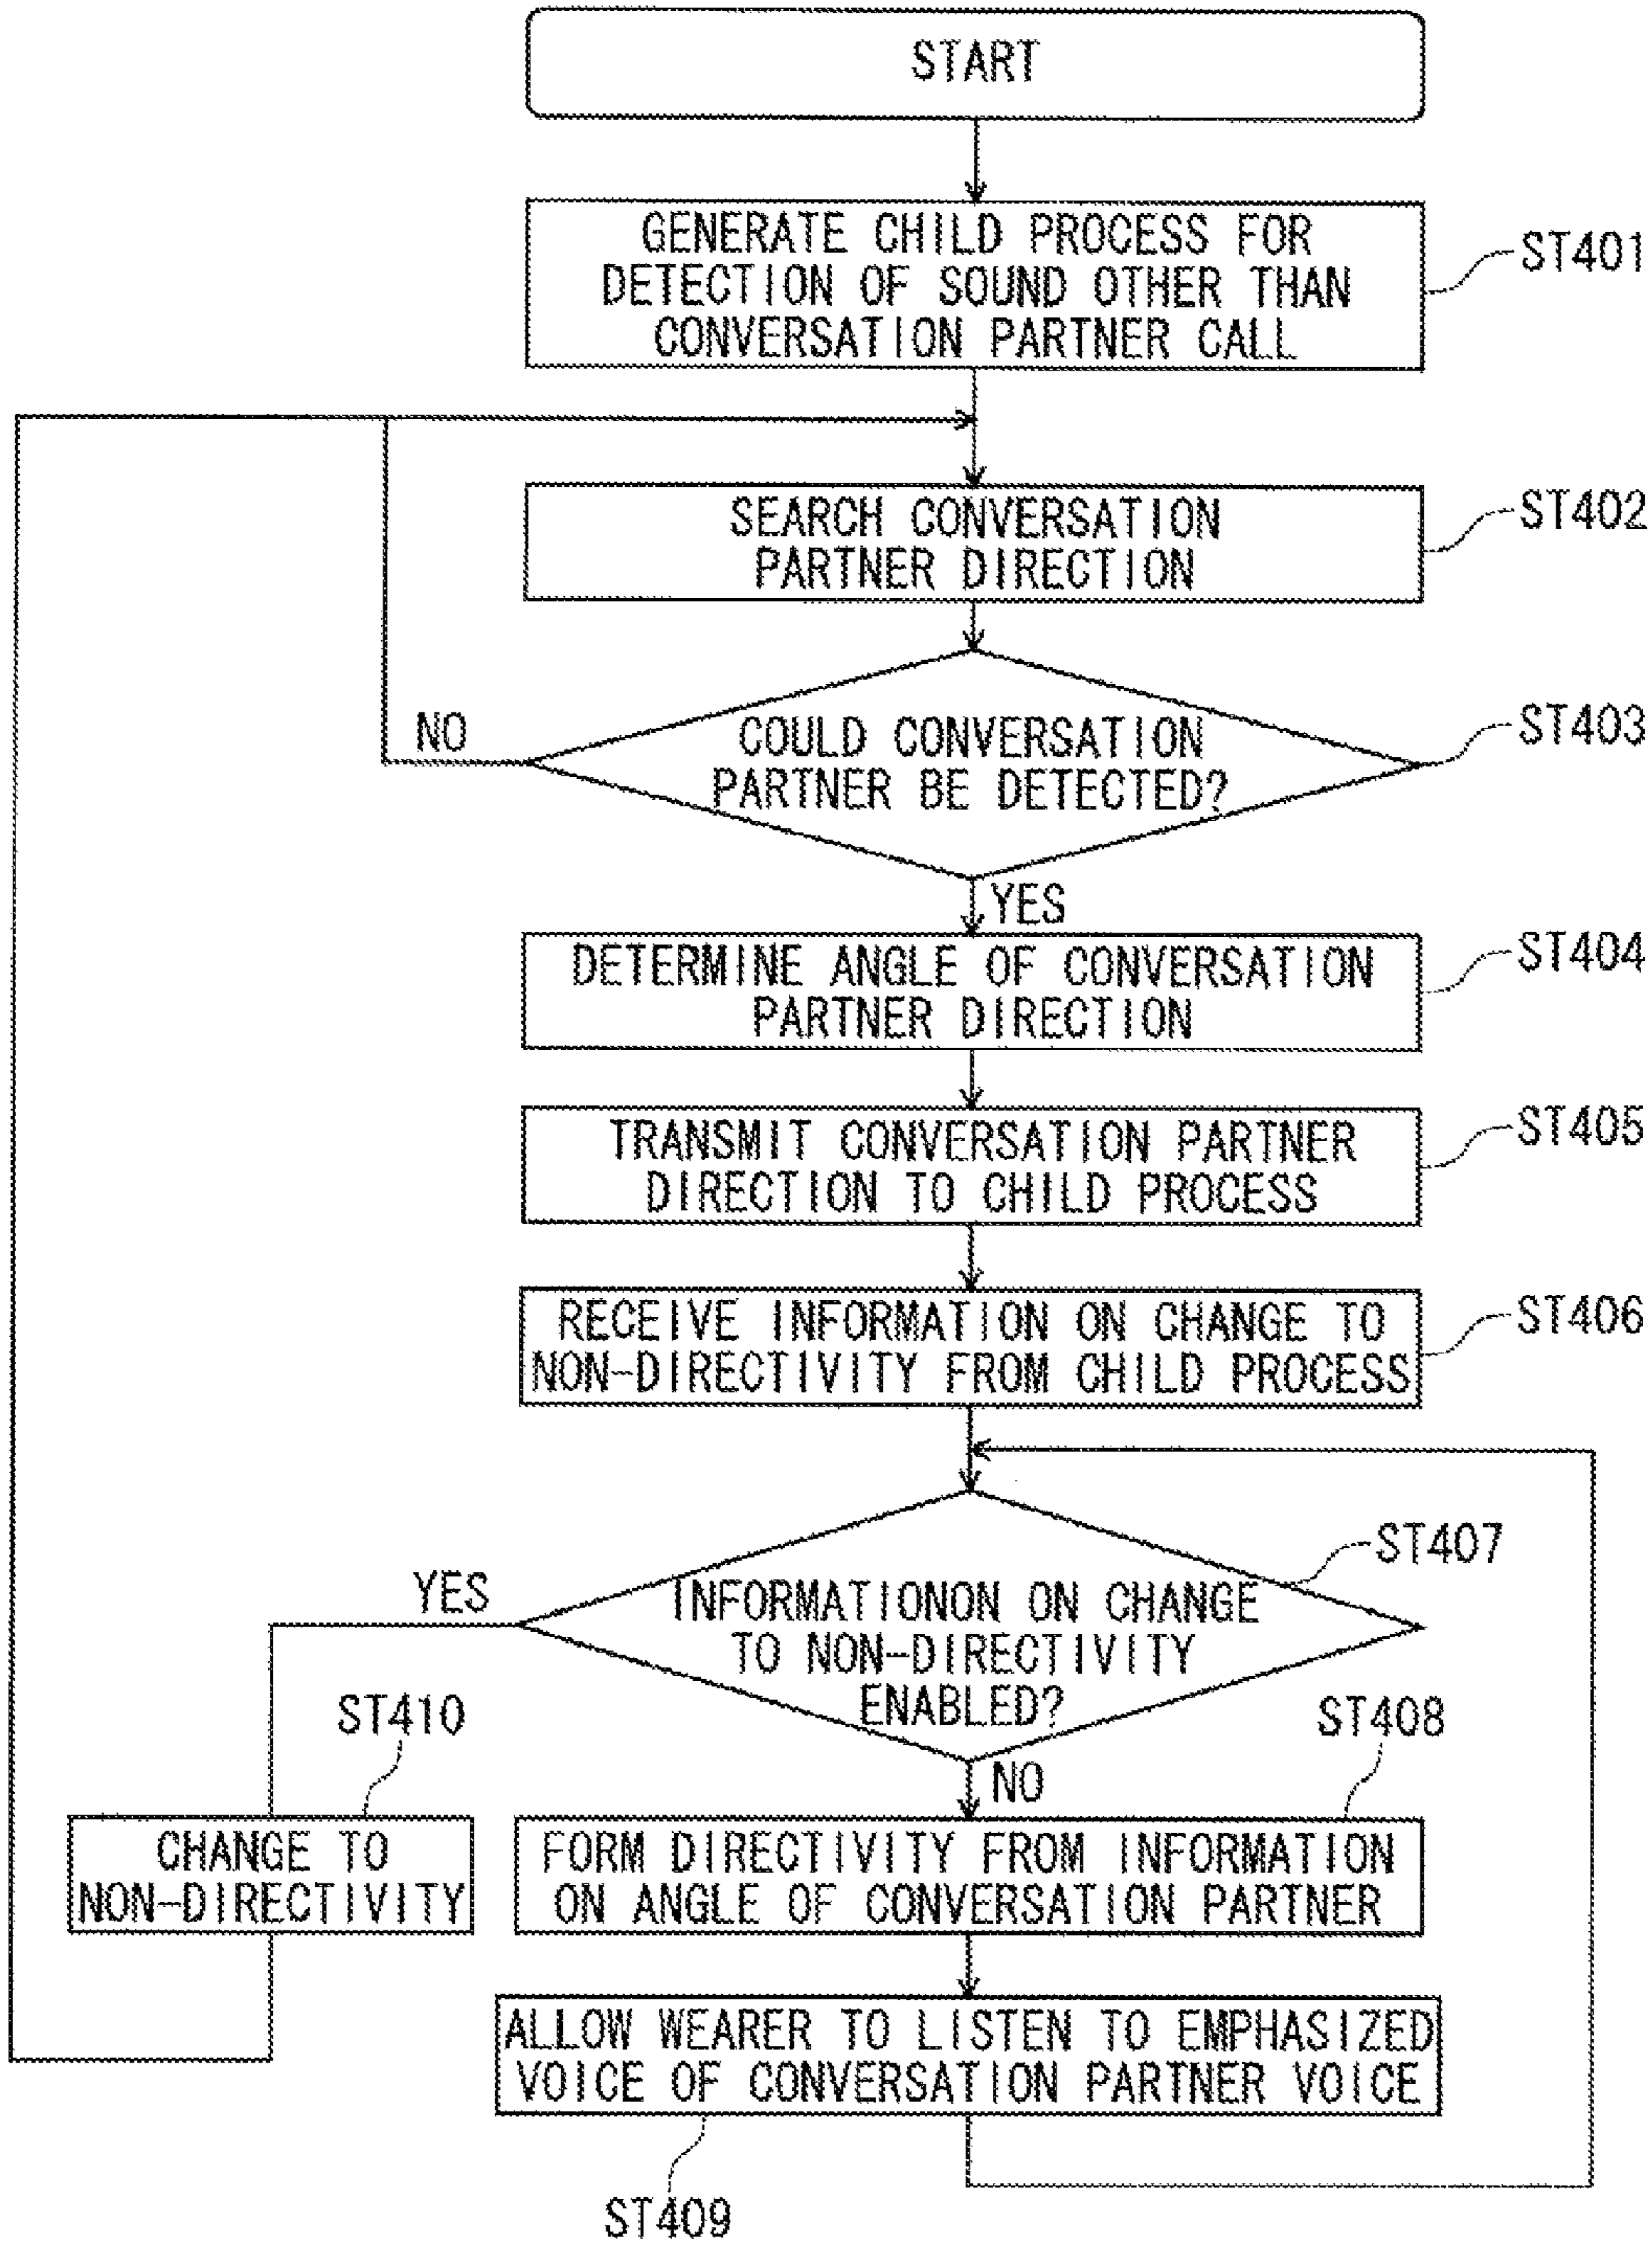 START
GENERATE CHILD PROCESS FOR
DETECTION OF SOUND OTHER THAN
CONVERSATION PARTNER CALL
ST401
SEARCH CONVERSATION
PARTNER DIRECTION
ST402
COULD CONVERSATION
PARTNER BE DETECTED?
ST403
NO
YES
DETERMINE ANGLE OF CONVERSATION
PARTNER DIRECTION
ST404
TRANSMIT CONVERSATION PARTNER
DIRECTION TO CHILD PROCESS
ST405
RECEIVE INFORMATION ON CHANGE TO
NON-DIRECTIVITY FROM CHILD PROCESS
ST406
INFORMATIONON ON CHANGE
TO NON-DIRECTIVITY
ENABLED?
ST407
YES
NO
ST410
CHANGE TO
NON-DIRECTIVITY
ST408
FORM DIRECTIVITY FROM INFORMATION
ON ANGLE OF CONVERSATION PARTNER
ALLOW WEARER TO LISTEN TO EMPHASIZED
VOICE OF CONVERSATION PARTNER VOICE
ST409